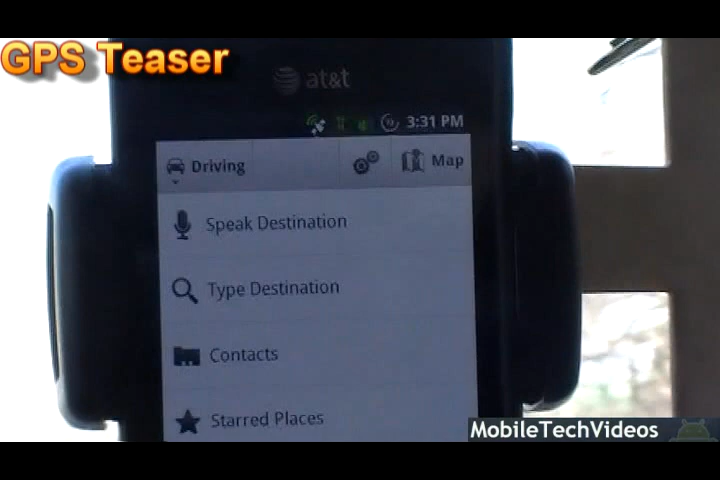 GPS Teaser
at&t
3:31 PM
Driving
Map
Speak Destination
Type Destination
Contacts
Starred Places
MobileTechVideos